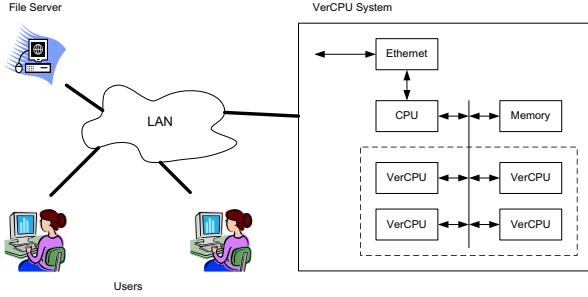 File Server
VerCPU System
Ethernet
LAN
CPU
Memory
VerCPU
VerCPU
VerCPU
VerCPU
Users